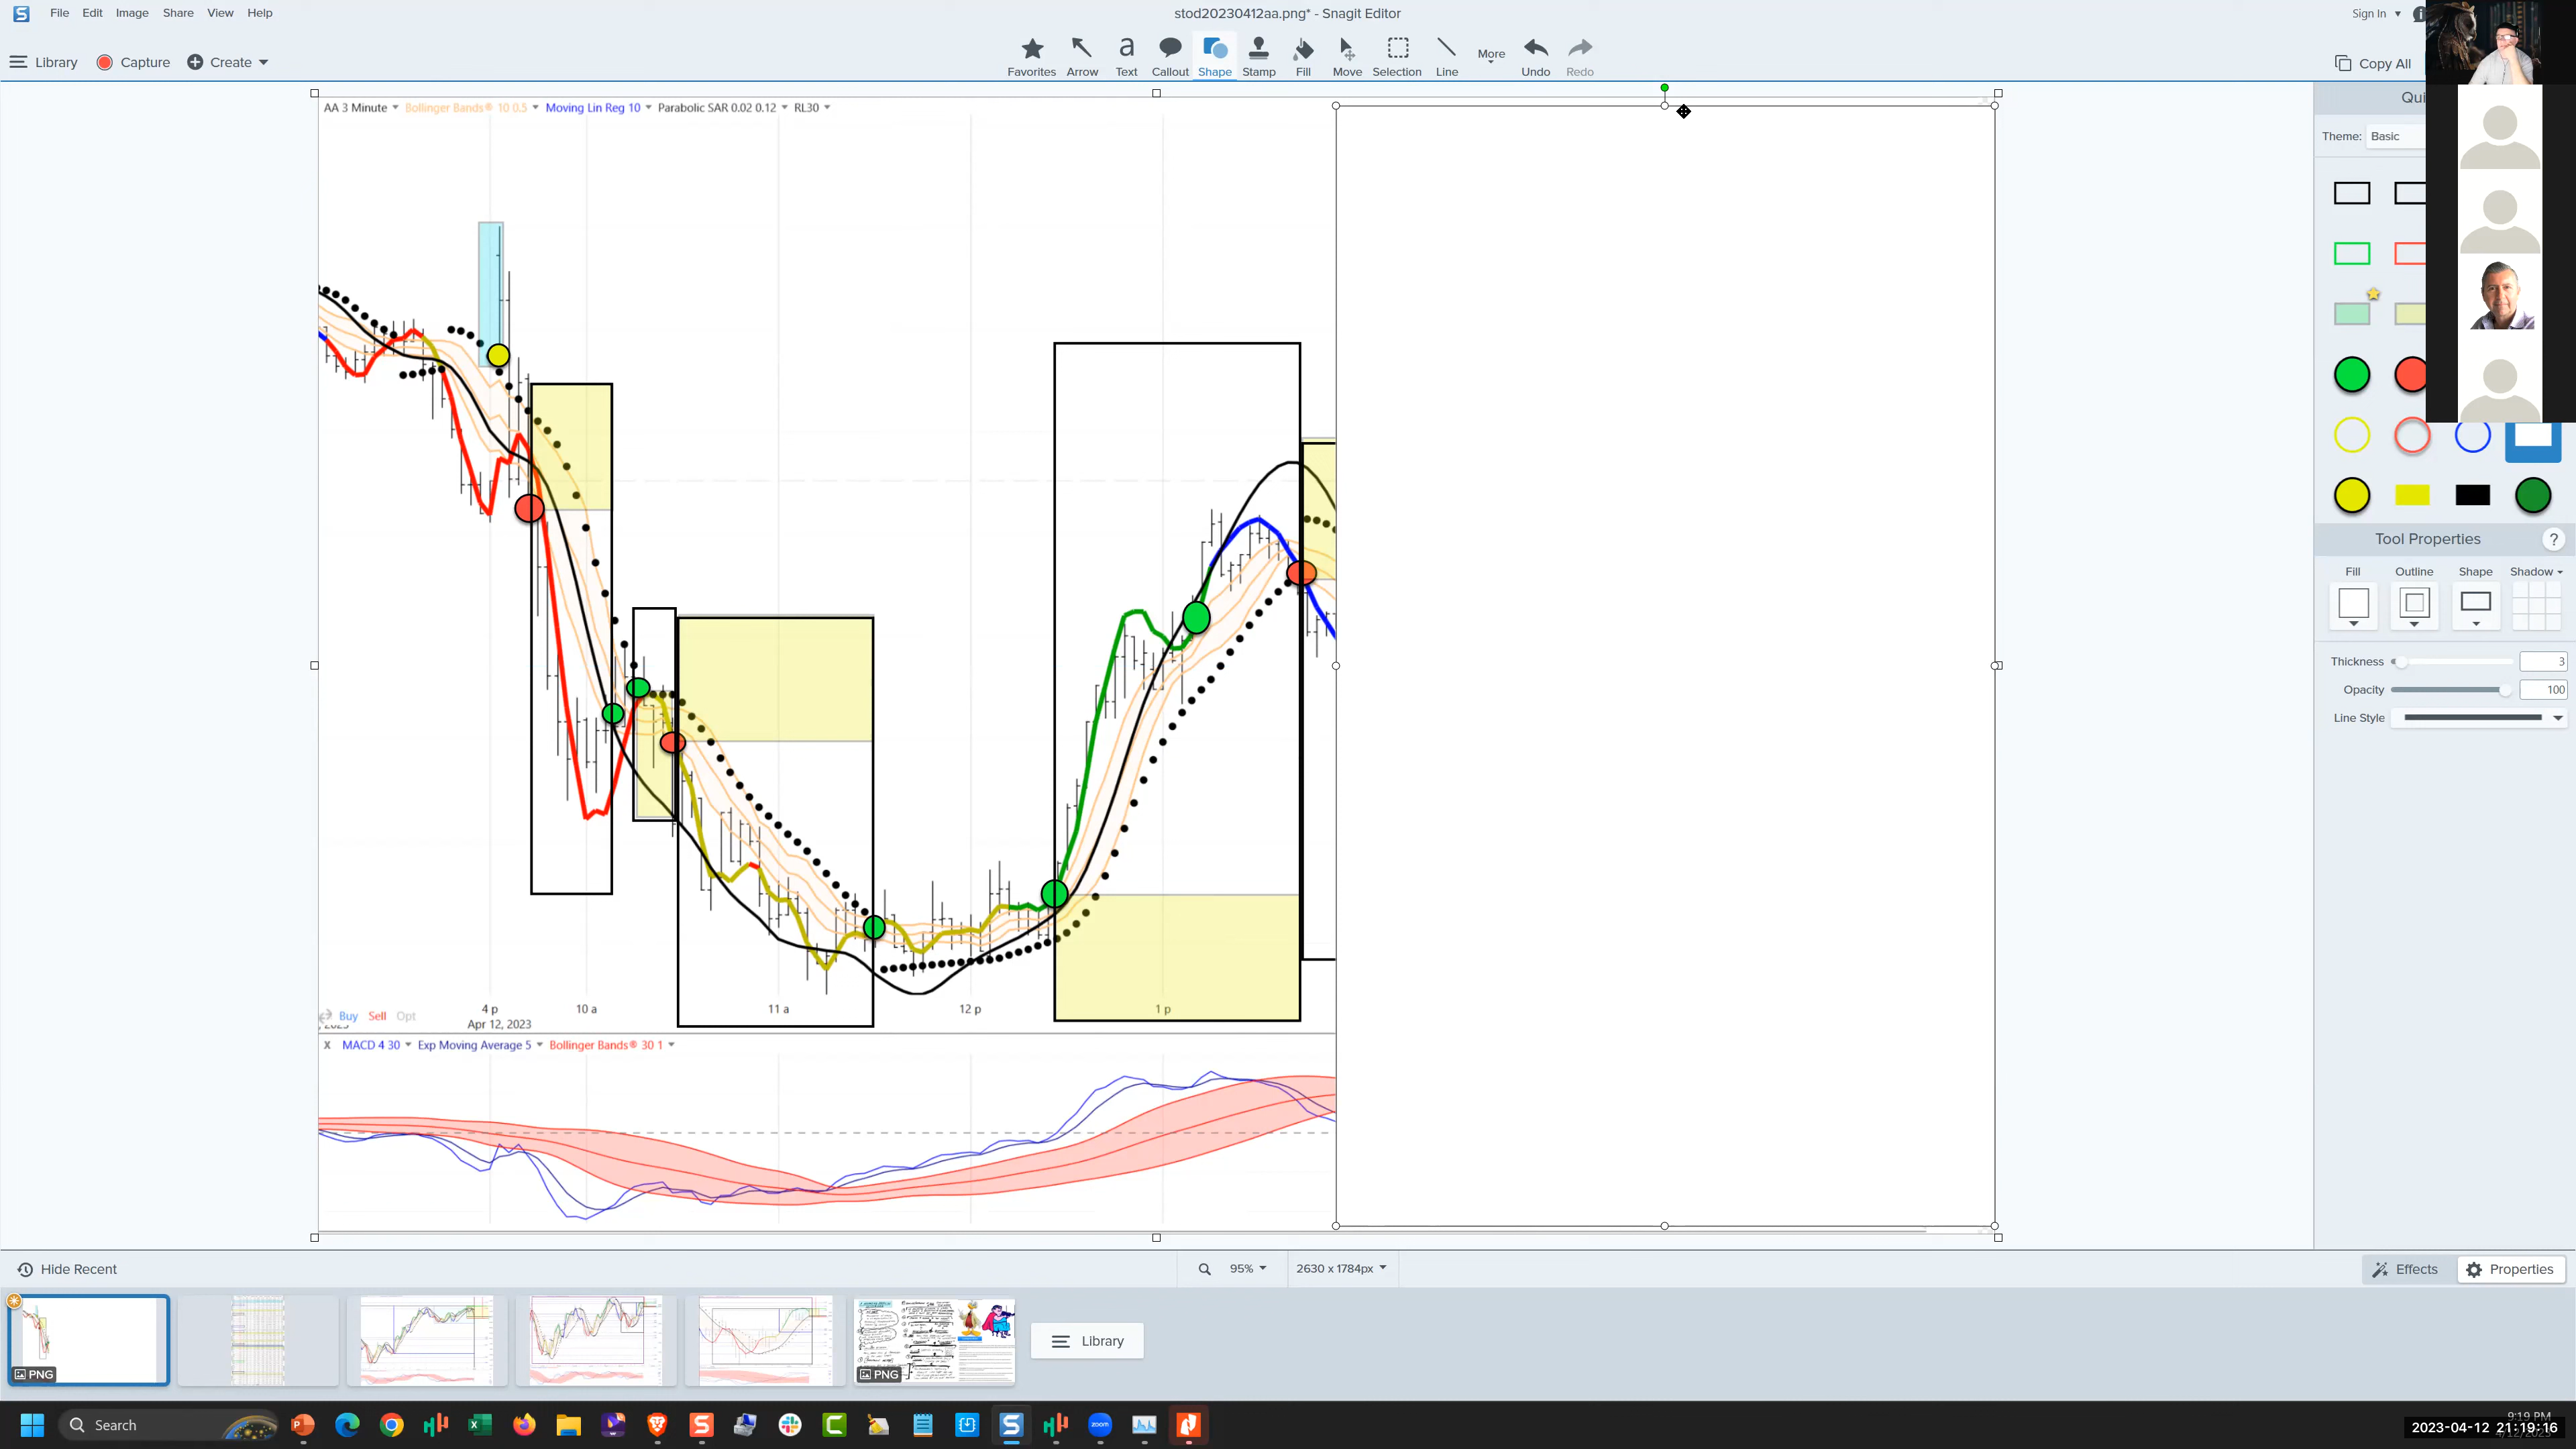 File Edit Image Share View Help
stod20230412aa.png* - Snagit Editor
Sign In
Library Capture Create
Favorites Arrow Text Callout Shape Stamp Fill Move Selection Line More Undo Redo
Copy All
AA 3 Minute Bollinger Bands® 10 0.5 Moving Lin Reg 10 Parabolic SAR 0.02 0.12 RL30
Theme: Basic
Tool Properties ?
Fill Outline Shape Shadow
Thickness 3
Opacity 100
Line Style
4 p 10 a 11 a 12 p 1 p
Buy Sell Opt
Apr 12, 2023
X MACD 4 30 Exp Moving Average 5 Bollinger Bands® 30 1
Hide Recent
95% 2630 x 1784px
Effects Properties
PNG
PNG
Library
Search
zoom
9:19 PM
2023-04-12 21:19:16